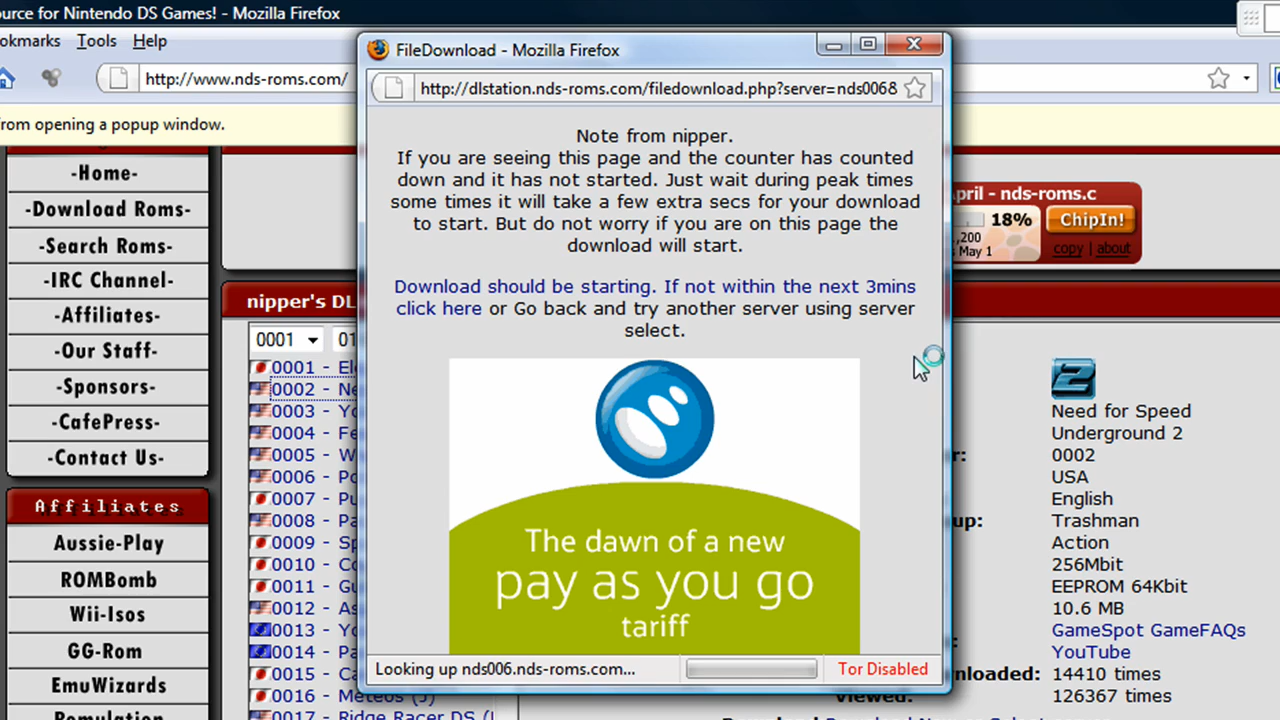 ource for Nintendo DS Games! - Mozilla Firefox
okmarks Tools Help
http://www.nds-roms.com/
rom opening a popup window.
-Home-
-Download Roms-
-Search Roms-
-IRC Channel-
-Affiliates-
-Our Staff-
-Sponsors-
-CafePress-
-Contact Us-
Affiliates
Aussie-Play
ROMBomb
Wii-Isos
GG-Rom
EmuWizards
Romulation
nipper's DL
0001 01
0001 - El
0002 - Ne
0003 - Yo
0004 - Fe
0005 - W
0006 - Po
0007 - Pu
0008 - Pa
0009 - Sp
0010 - Co
0011 - Gu
0012 - As
0013 - Yo
0014 - Pa
0015 - Ca
0016 - Meteos (5)
0017 - Ridge Racer DS (
FileDownload - Mozilla Firefox
http://dlstation.nds-roms.com/filedownload.php?server=nds0068
Note from nipper.
If you are seeing this page and the counter has counted
down and it has not started. Just wait during peak times
some times it will take a few extra secs for your download
to start. But do not worry if you are on this page the
download will start.
Download should be starting. If not within the next 3mins
click here or Go back and try another server using server
select.
The dawn of a new
pay as you go
tariff
Looking up nds006.nds-roms.com...
Tor Disabled
pril - nds-roms.c
18% ChipIn!
,200
s May 1
copy | about
2
Need for Speed
Underground 2
r: 0002
USA
English
up: Trashman
Action
256Mbit
EEPROM 64Kbit
10.6 MB
: GameSpot GameFAQs
YouTube
nloaded: 14410 times
viewed: 126367 times